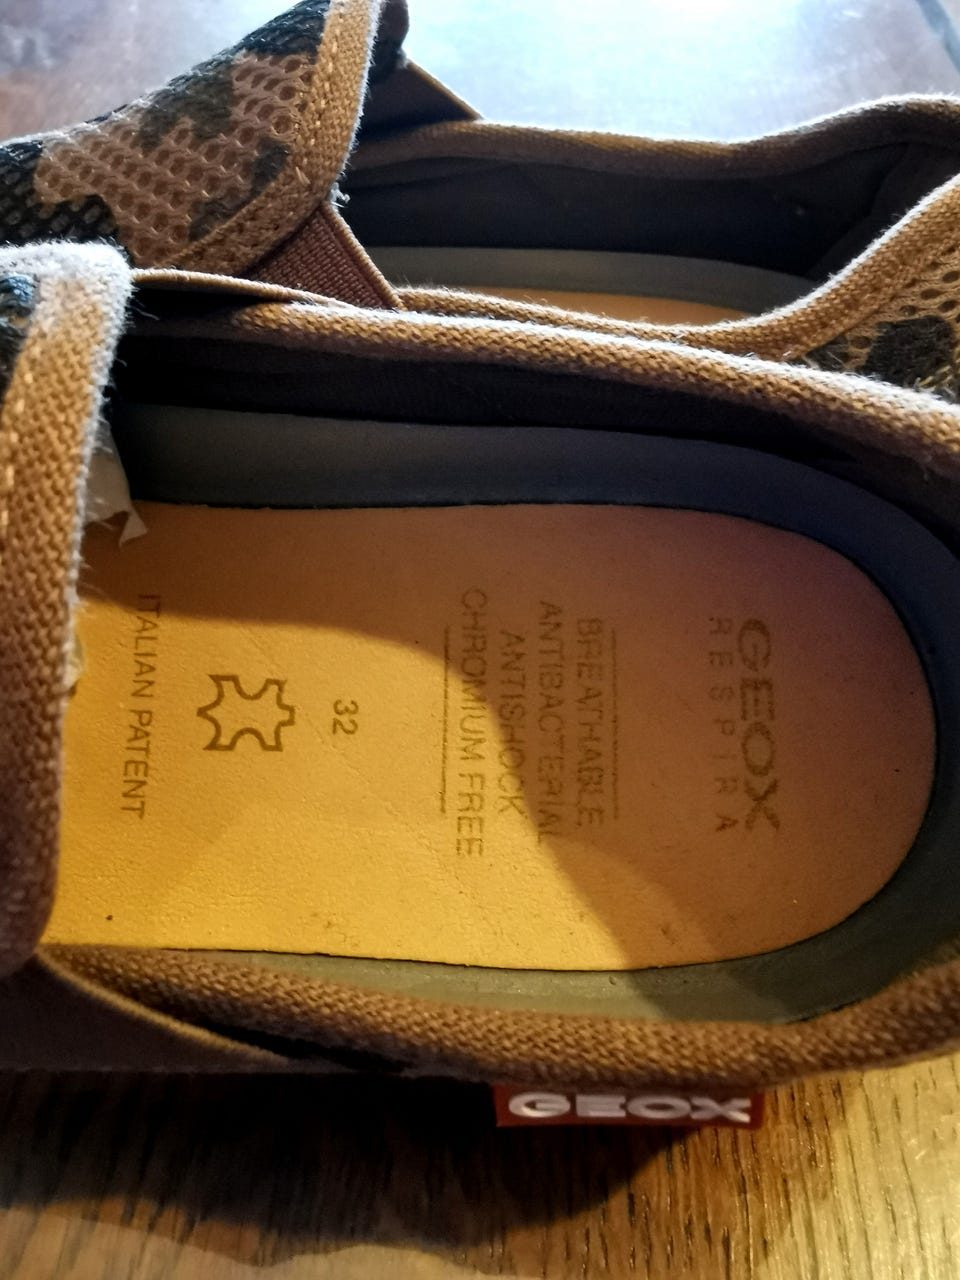 GEOX
RESPIRA
BREATHABLE
ANTIBACTERIAL
ANTISHOCK
CHROMIUM FREE
32
ITALIAN PATENT
GEOX